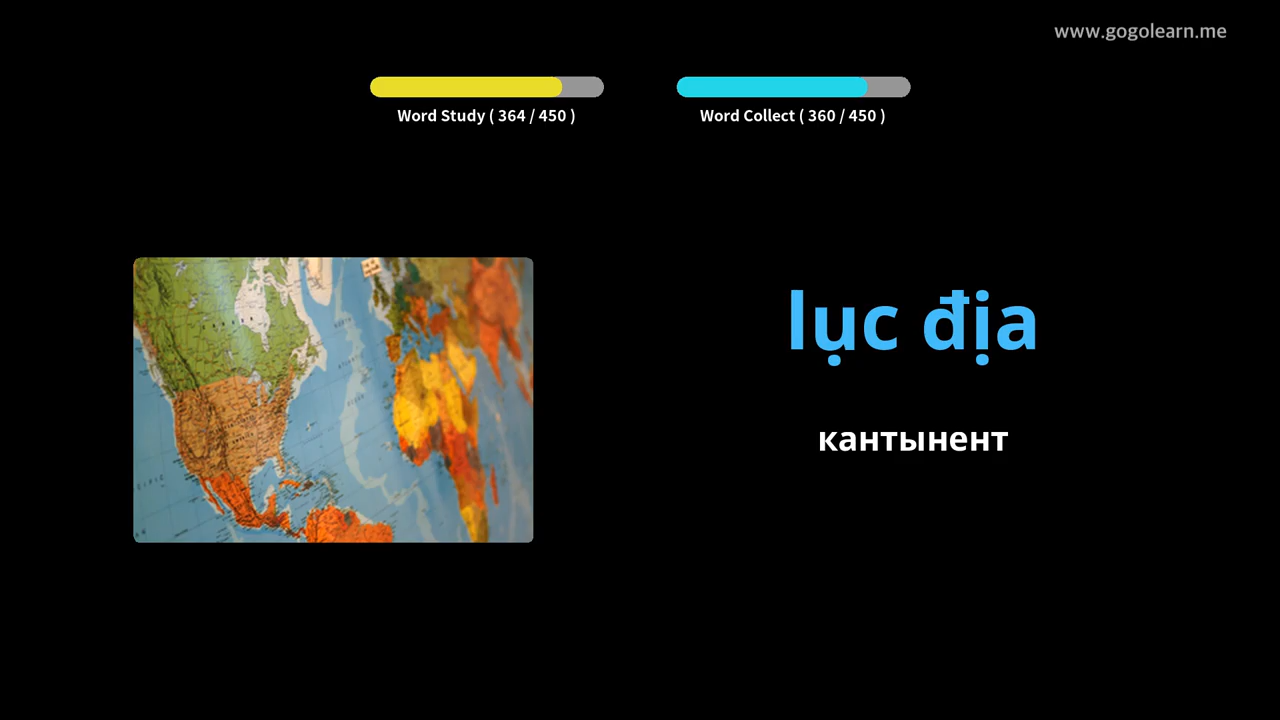 www.gogolearn.me
Word Study ( 364 / 450 )
Word Collect ( 360 / 450 )
lục địa
кантынент